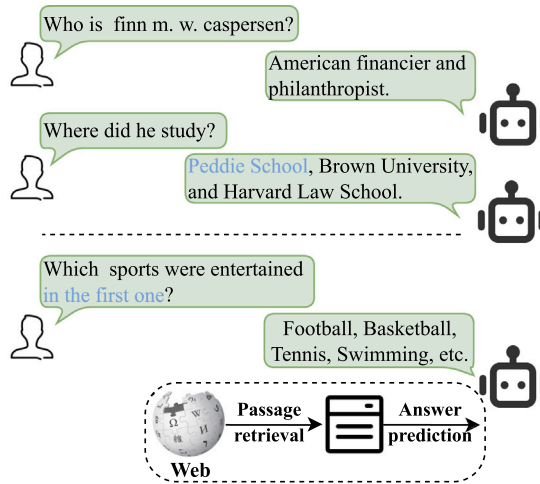 Who is finn m. w. caspersen?
American financier and
philanthropist.
Where did he study?
Peddie School, Brown University,
and Harvard Law School.
Which sports were entertained
in the first one?
Football, Basketball,
Tennis, Swimming, etc.
Passage
retrieval
Answer
prediction
Web